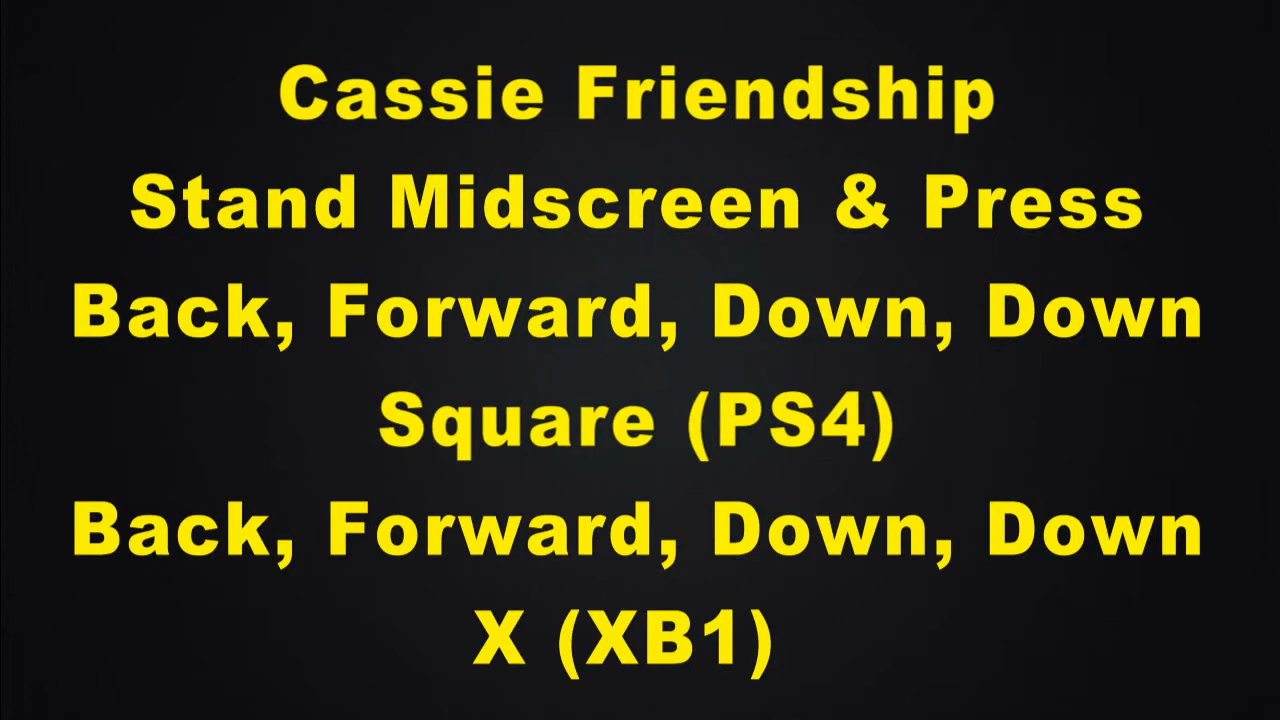 Cassie Friendship
Stand Midscreen & Press
Back, Forward, Down, Down
Square (PS4)
Back, Forward, Down, Down
X (XB1)